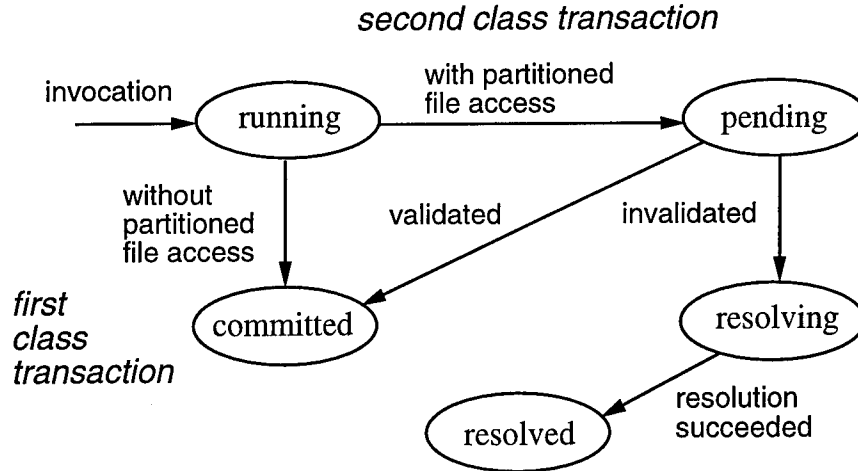 second class transaction
invocation
running
with partitioned
file access
pending
without
partitioned
file access
validated
invalidated
first
class
transaction
committed
resolving
resolved
resolution
succeeded